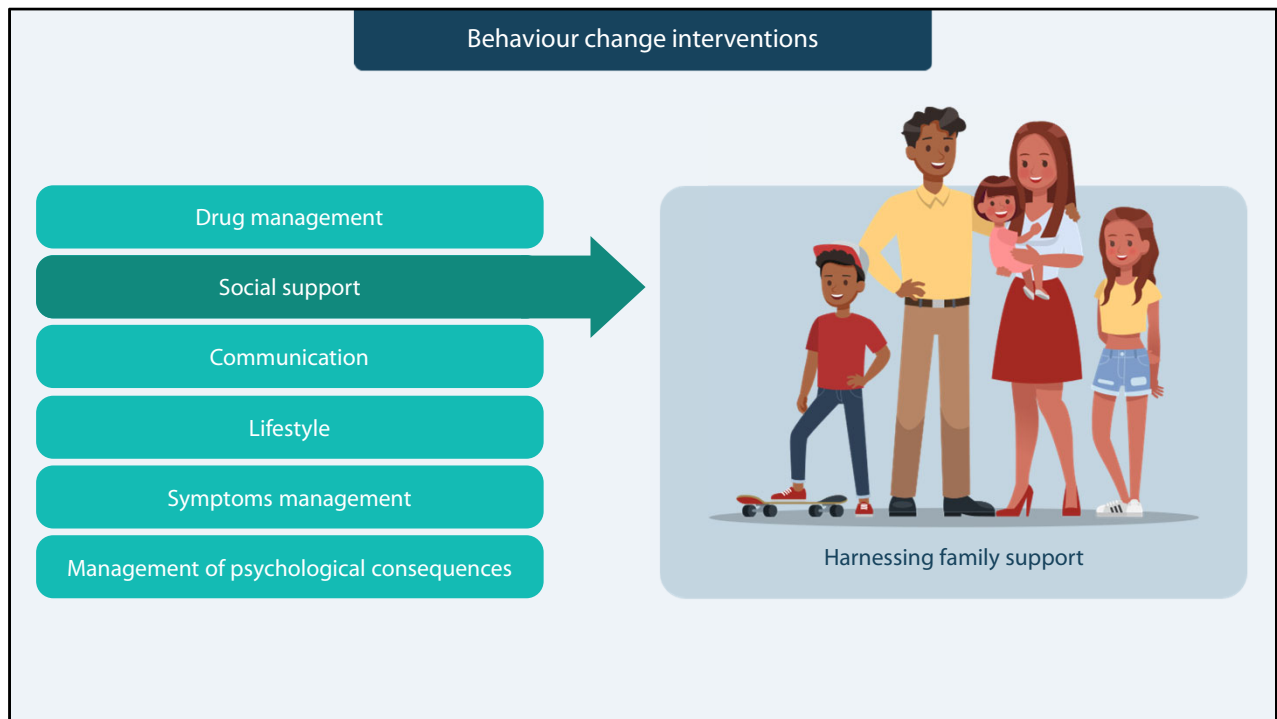 Behaviour change interventions
Drug management
Social support
Communication
Lifestyle
Symptoms management
Management of psychological consequences
Harnessing family support